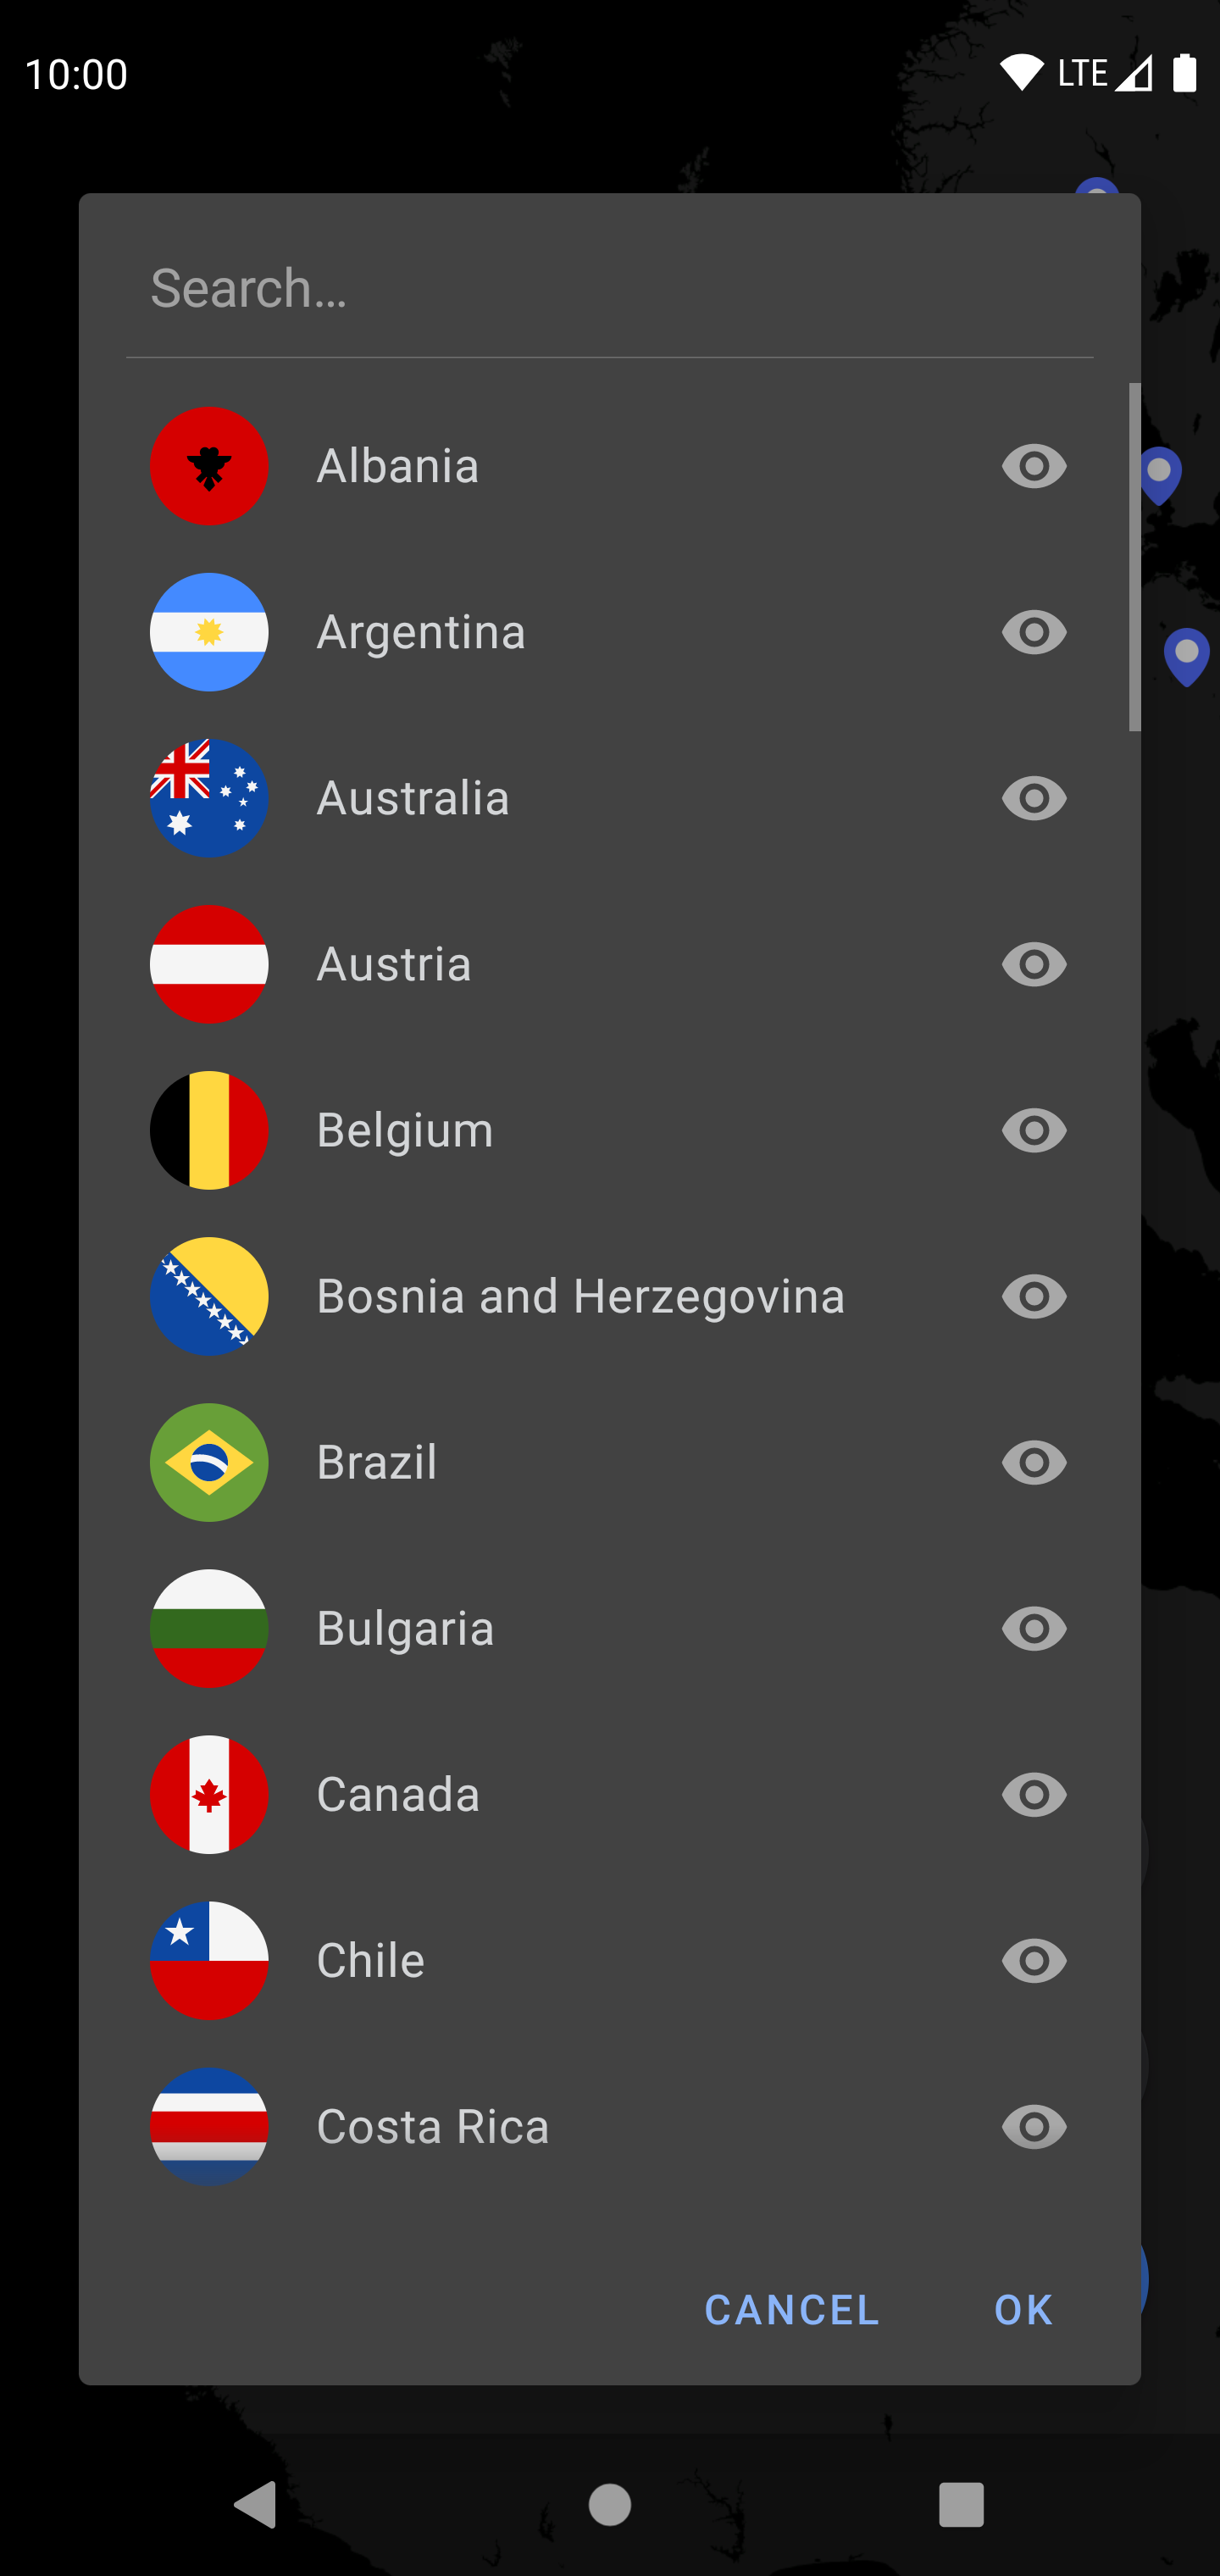 10:00
LTE
Search…
Albania
Argentina
Australia
Austria
Belgium
Bosnia and Herzegovina
Brazil
Bulgaria
Canada
Chile
Costa Rica
CANCEL OK